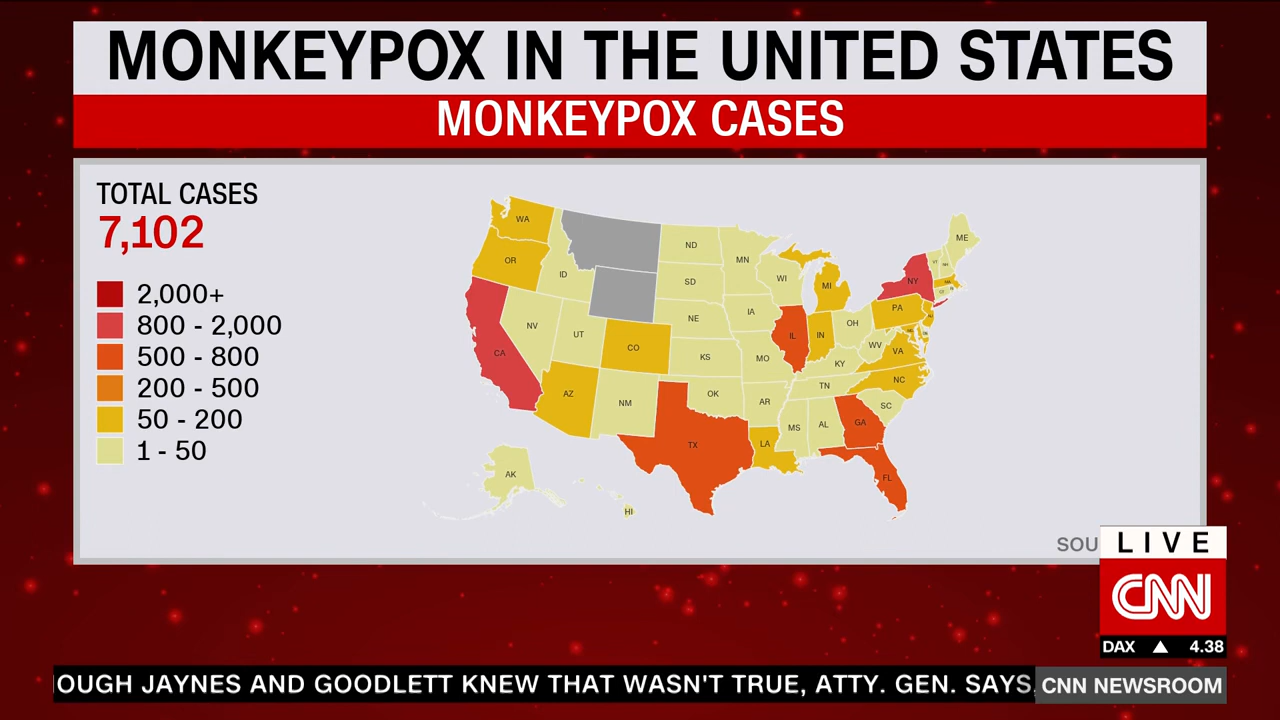 MONKEYPOX IN THE UNITED STATES
MONKEYPOX CASES
TOTAL CASES
7,102
2,000+
800 - 2,000
500 - 800
200 - 500
50 - 200
1 - 50
WA
OR
ID
ND
MN
SD
WI
MI
ME
VT
NH
NY
CA
NV
UT
CO
NE
IA
IL
IN
OH
PA
WV
VA
KS
MO
KY
AZ
NM
OK
AR
TN
NC
SC
TX
LA
MS
AL
GA
FL
AK
HI
SOU
LIVE
CNN
DAX ▲ 4.38
OUGH JAYNES AND GOODLETT KNEW THAT WASN'T TRUE, ATTY. GEN. SAYS.
CNN NEWSROOM